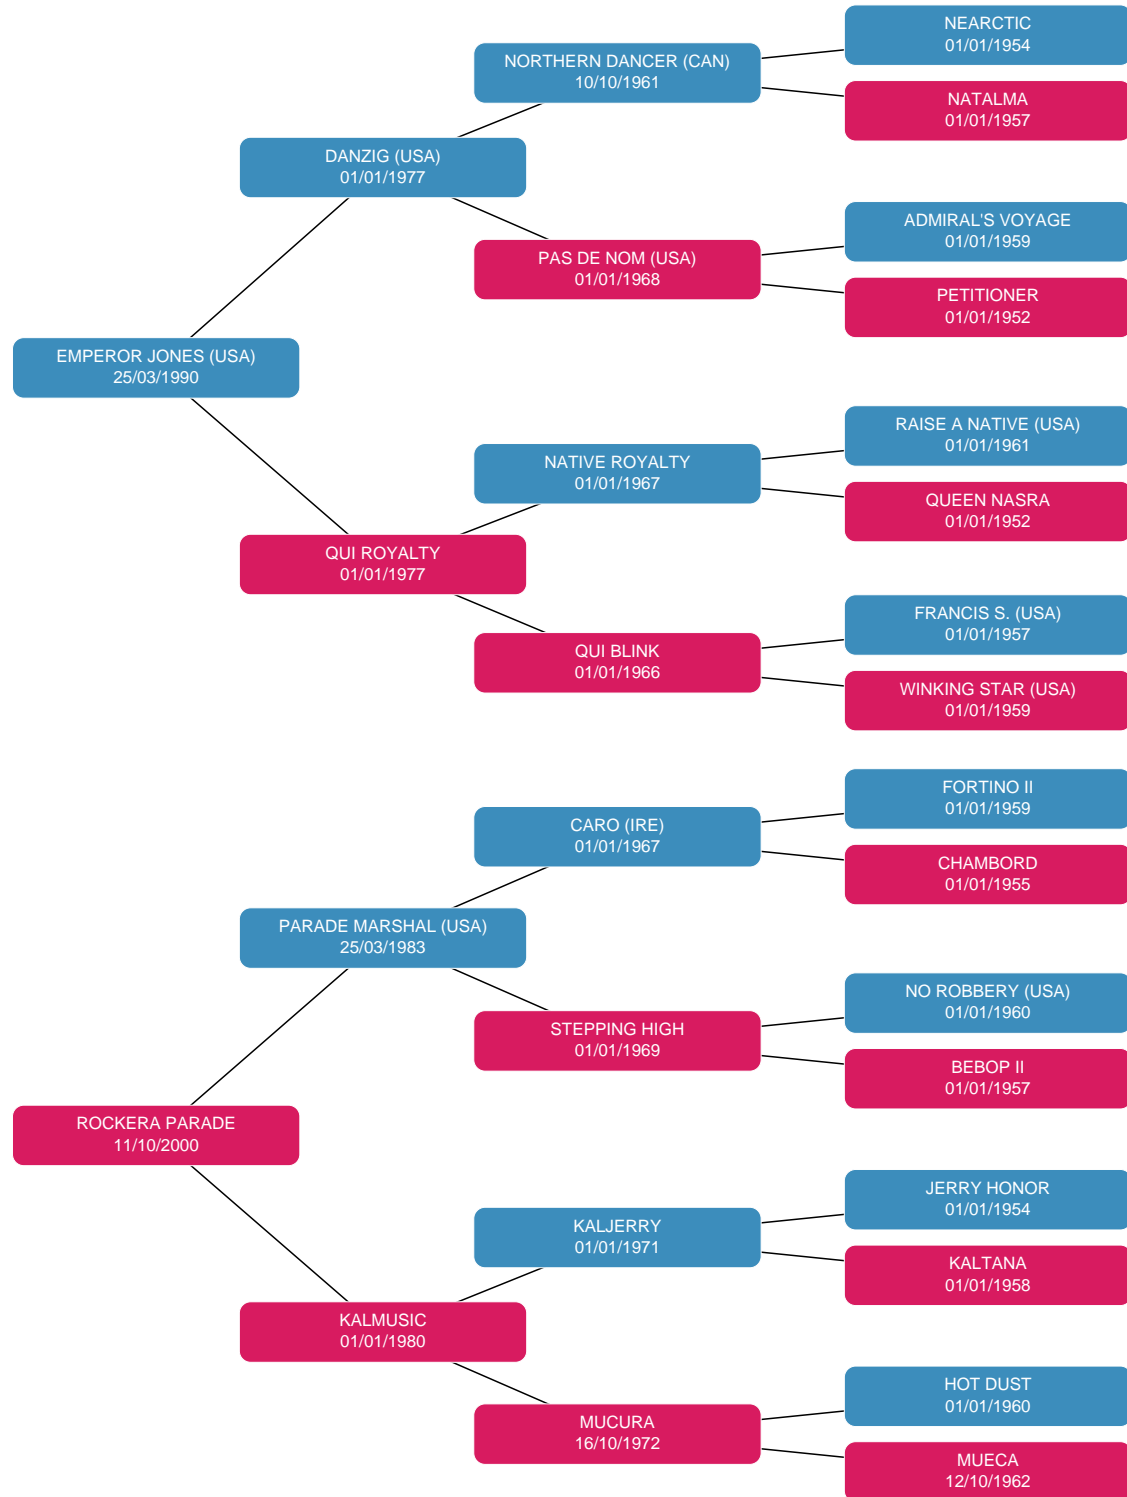 NEARCTIC
01/01/1954
NORTHERN DANCER (CAN)
10/10/1961
NATALMA
01/01/1957
DANZIG (USA)
01/01/1977
ADMIRAL'S VOYAGE
01/01/1959
PAS DE NOM (USA)
01/01/1968
PETITIONER
01/01/1952
EMPEROR JONES (USA)
25/03/1990
RAISE A NATIVE (USA)
01/01/1961
NATIVE ROYALTY
01/01/1967
QUEEN NASRA
01/01/1952
QUI ROYALTY
01/01/1977
FRANCIS S. (USA)
01/01/1957
QUI BLINK
01/01/1966
WINKING STAR (USA)
01/01/1959
FORTINO II
01/01/1959
CARO (IRE)
01/01/1967
CHAMBORD
01/01/1955
PARADE MARSHAL (USA)
25/03/1983
NO ROBBERY (USA)
01/01/1960
STEPPING HIGH
01/01/1969
BEBOP II
01/01/1957
ROCKERA PARADE
11/10/2000
JERRY HONOR
01/01/1954
KALJERRY
01/01/1971
KALTANA
01/01/1958
KALMUSIC
01/01/1980
HOT DUST
01/01/1960
MUCURA
16/10/1972
MUECA
12/10/1962